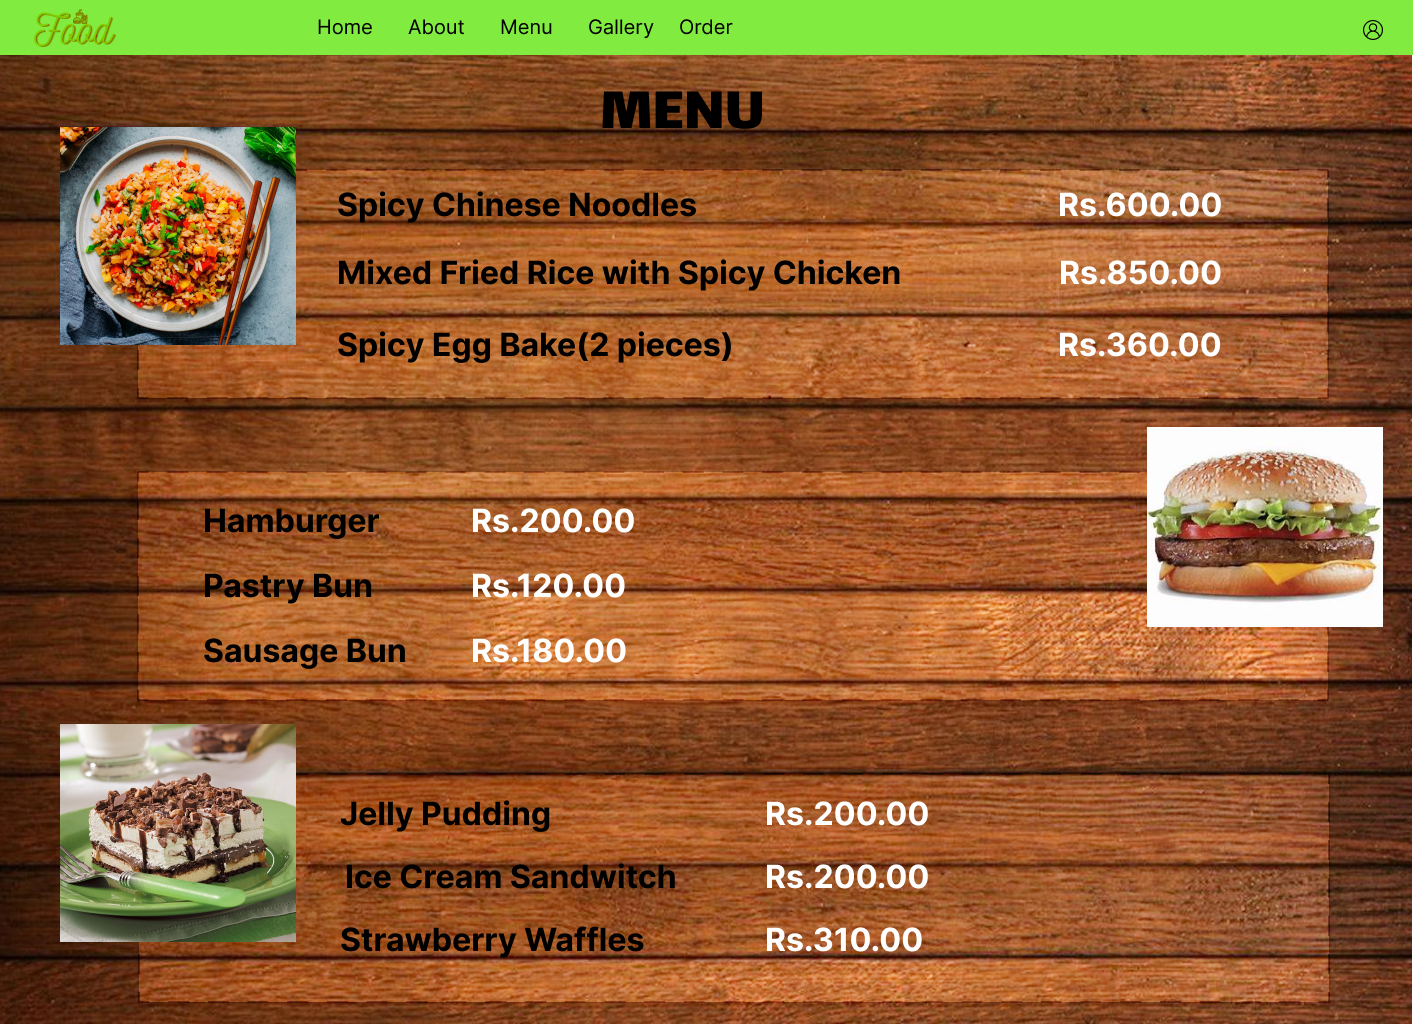 Food
Home About Menu Gallery Order
MENU
Spicy Chinese Noodles Rs.600.00
Mixed Fried Rice with Spicy Chicken Rs.850.00
Spicy Egg Bake(2 pieces) Rs.360.00
Hamburger Rs.200.00
Pastry Bun Rs.120.00
Sausage Bun Rs.180.00
Jelly Pudding Rs.200.00
Ice Cream Sandwitch Rs.200.00
Strawberry Waffles Rs.310.00